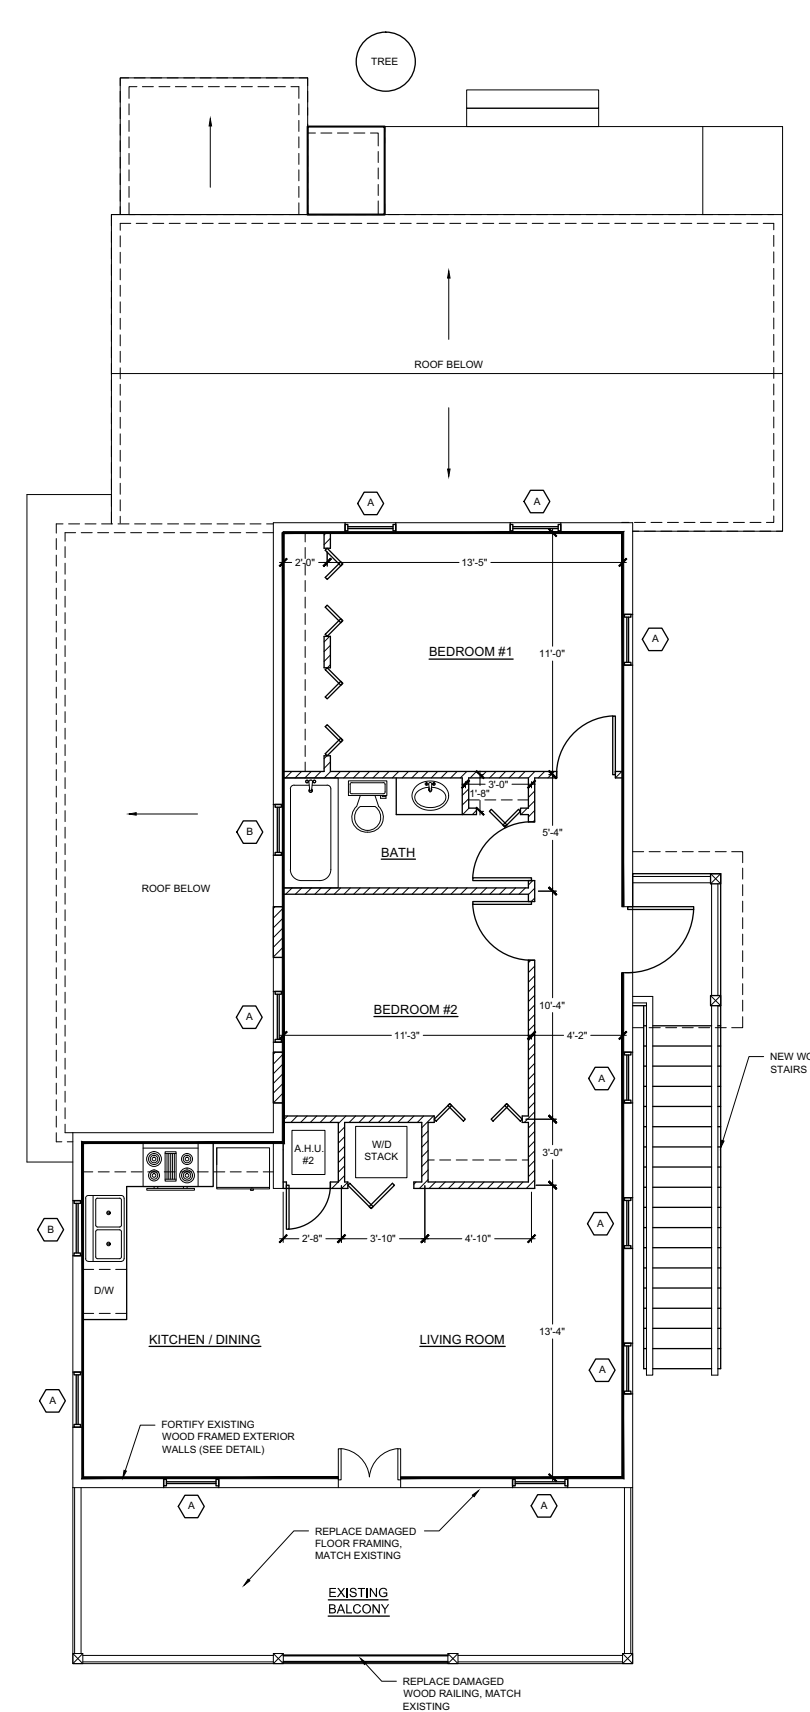 TREE
ROOF BELOW
A
A
2'-0"
13'-5"
A
BEDROOM #1
11'-0"
3'-0"
1'-8"
B
5'-4"
BATH
ROOF BELOW
BEDROOM #2
10'-4"
A
11'-3"
4'-2"
NEW WO
STAIRS
A
A.H.U.
#2
W/D
STACK
3'-0"
B
A
2'-8"
3'-10"
4'-10"
D/W
KITCHEN / DINING
LIVING ROOM
13'-4"
A
A
FORTIFY EXISTING
WOOD FRAMED EXTERIOR
WALLS (SEE DETAIL)
A
A
REPLACE DAMAGED
FLOOR FRAMING,
MATCH EXISTING
EXISTING
BALCONY
REPLACE DAMAGED
WOOD RAILING, MATCH
EXISTING